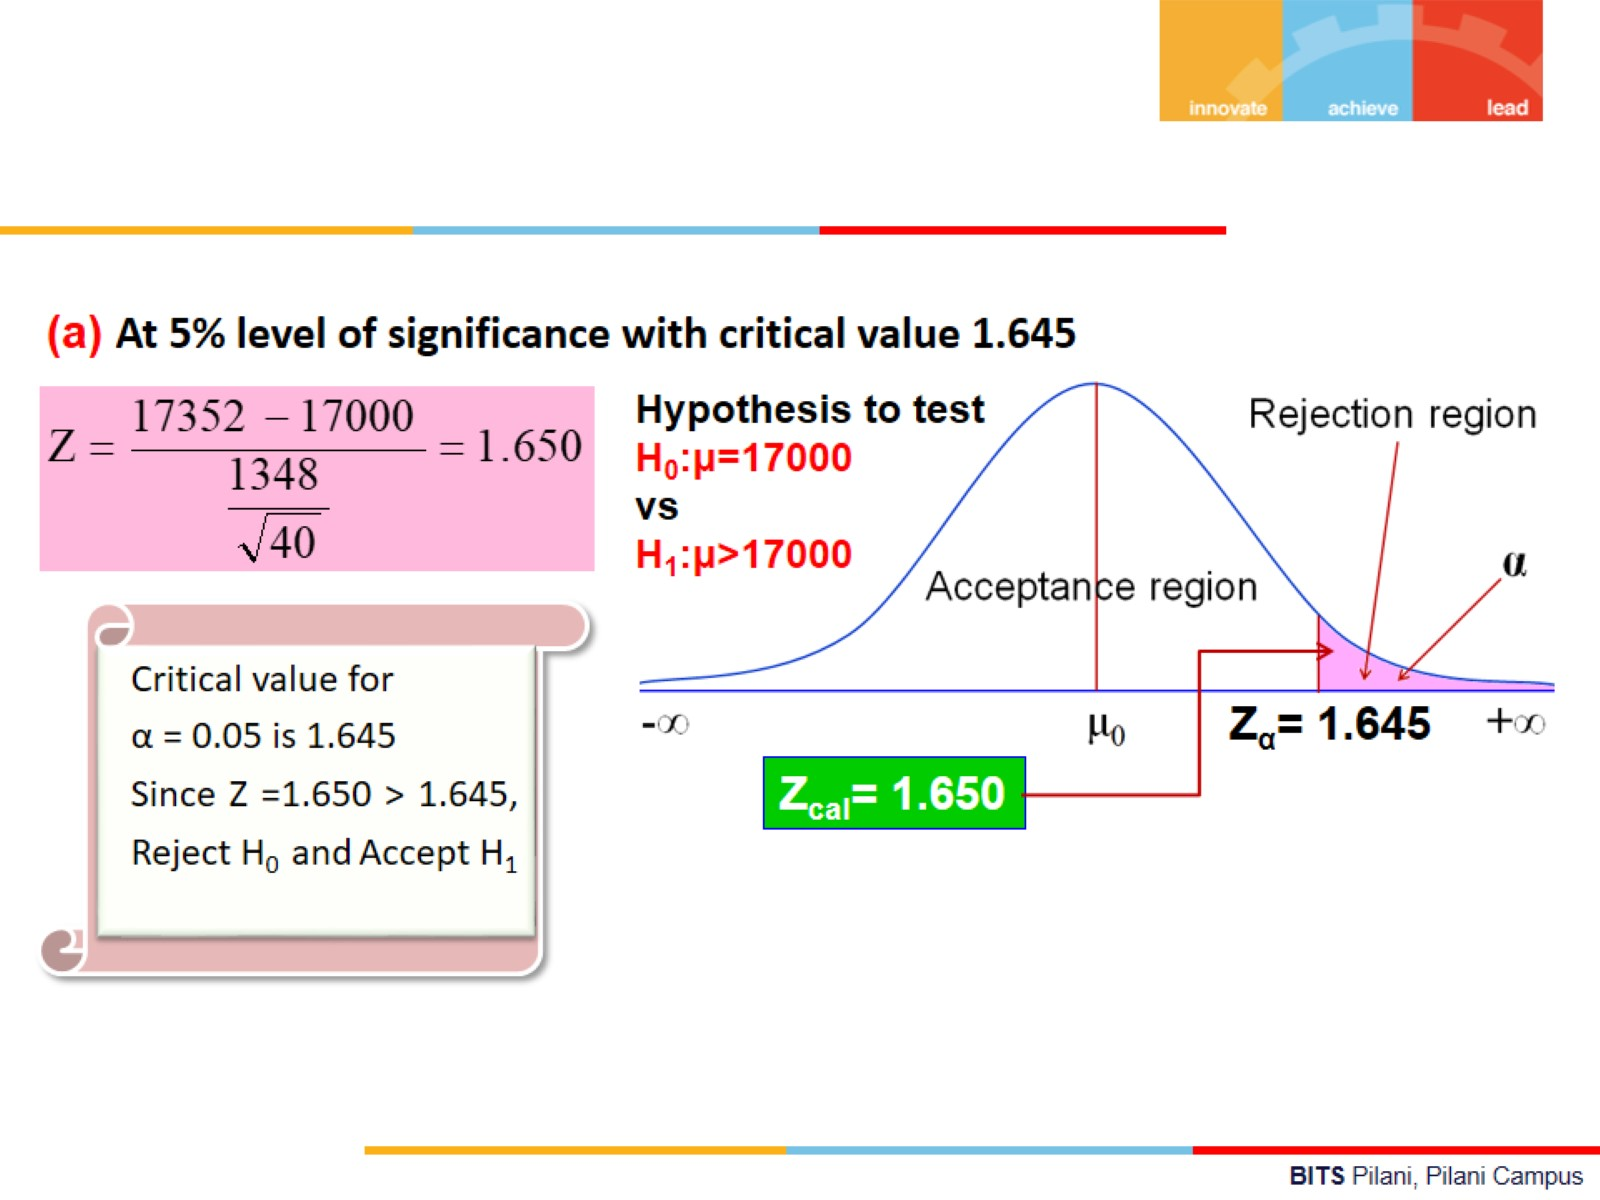 innovate achieve lead
(a) At 5% level of significance with critical value 1.645
Z = 17352 – 17000 / (1348 / √40) = 1.650
Hypothesis to test
H₀:μ=17000
vs
H₁:μ>17000
Rejection region
α
Acceptance region
-∞ μ₀ Zα= 1.645 +∞
Zcal= 1.650
Critical value for
α = 0.05 is 1.645
Since Z =1.650 > 1.645,
Reject H₀ and Accept H₁
BITS Pilani, Pilani Campus